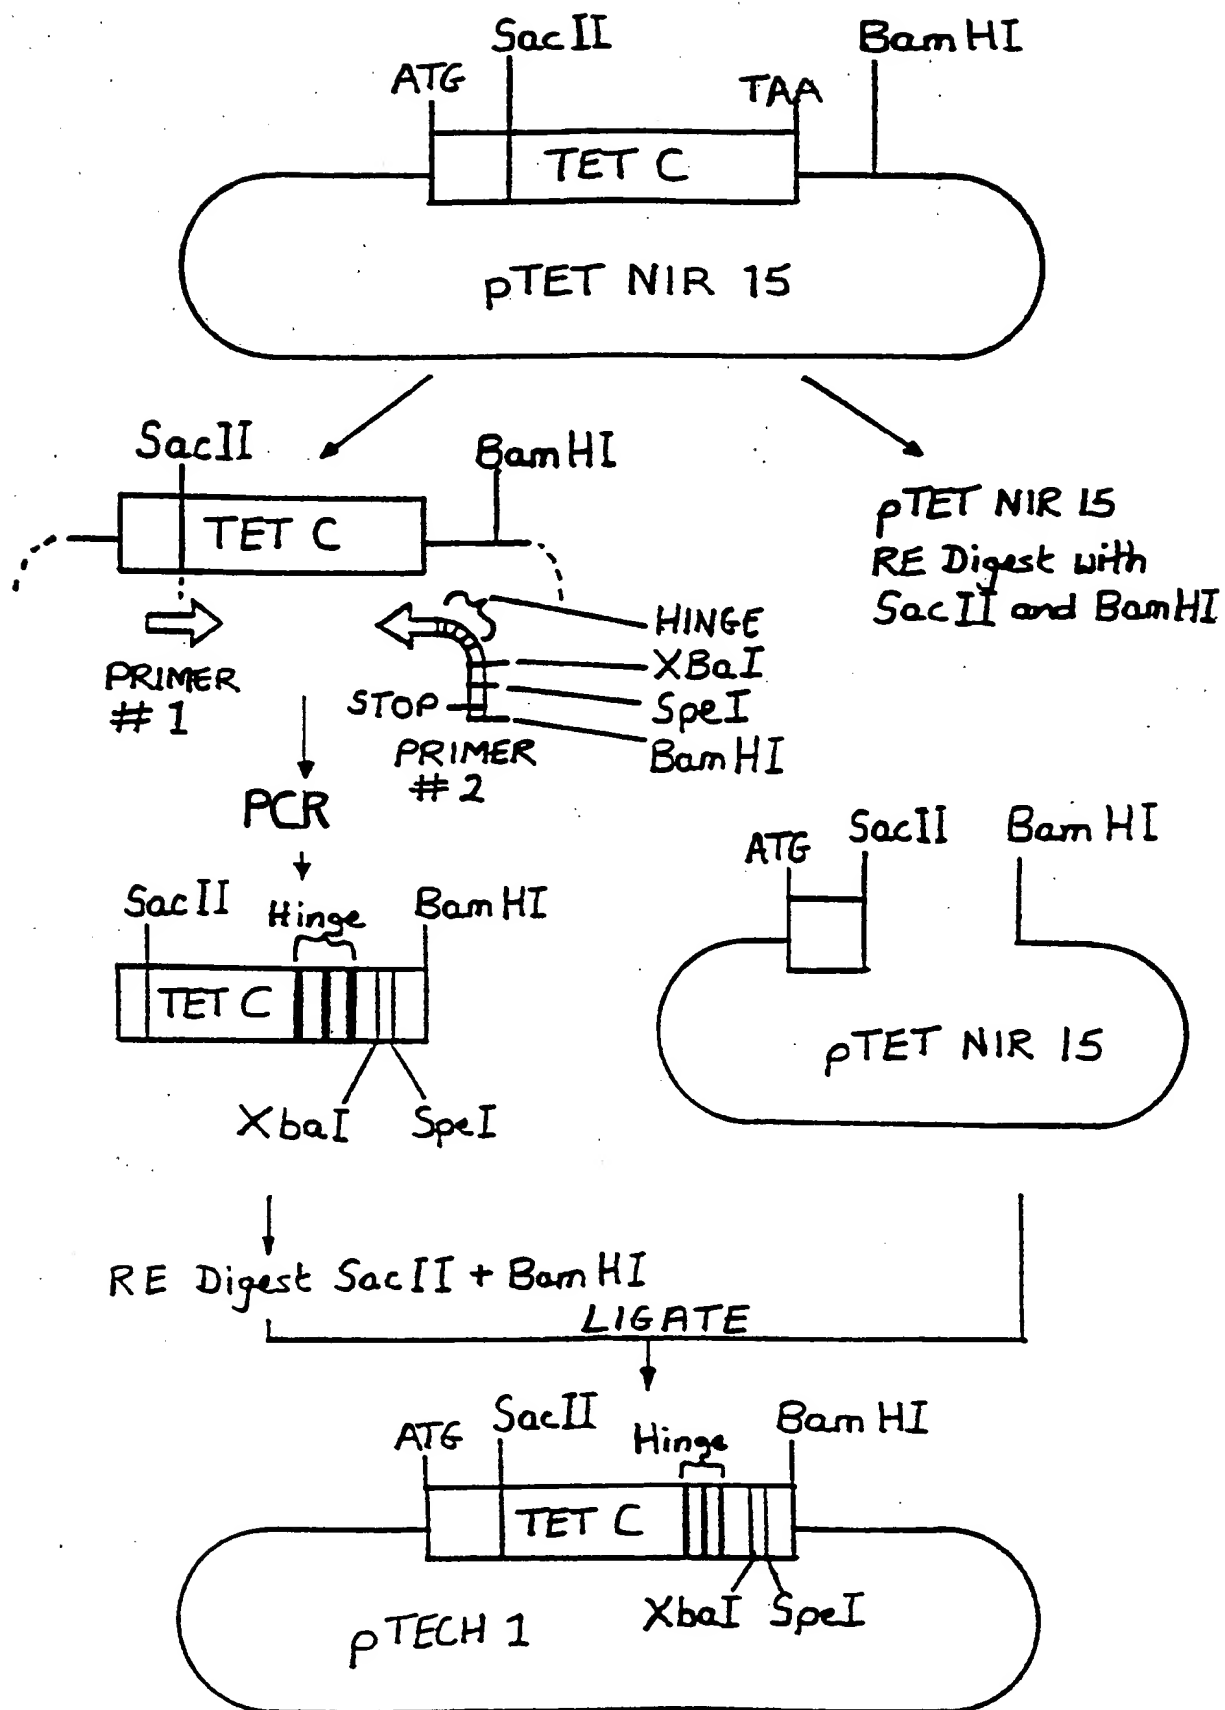 SacII
BamHI
ATG
TAA
TET C
pTET NIR 15
SacII
BamHI
TET C
pTET NIR 15
RE Digest with
SacII and BamHI
HINGE
XBaI
SpeI
BamHI
PRIMER
# 1
STOP
PRIMER
# 2
PCR
SacII
Hinge
BamHI
TET C
XbaI
SpeI
ATG
SacII
BamHI
pTET NIR 15
RE Digest SacII + BamHI
LIGATE
ATG
SacII
Hinge
BamHI
TET C
XbaI
SpeI
pTECH 1